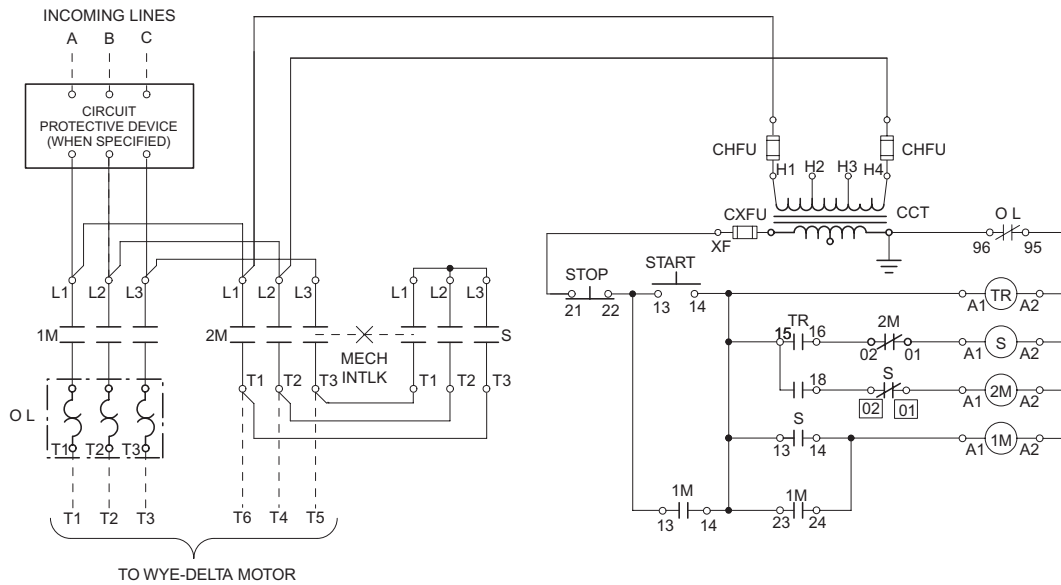 INCOMING LINES
A B C
CIRCUIT
PROTECTIVE DEVICE
(WHEN SPECIFIED)
CHFU CHFU
H1 H2 H3 H4
CXFU CCT O L
XF 96 95
STOP START
21 22 13 14
L1 L2 L3 L1 L2 L3 L1 L2 L3
1M 2M S
MECH
INTLK
T1 T2 T3 T1 T2 T3
O L
T1 T2 T3
T1 T2 T3 T6 T4 T5
TO WYE-DELTA MOTOR
A1 TR A2
TR 2M
15 16 02 01 A1 S A2
S
18 02 01 A1 2M A2
S
13 14 A1 1M A2
1M 1M
13 14 23 24